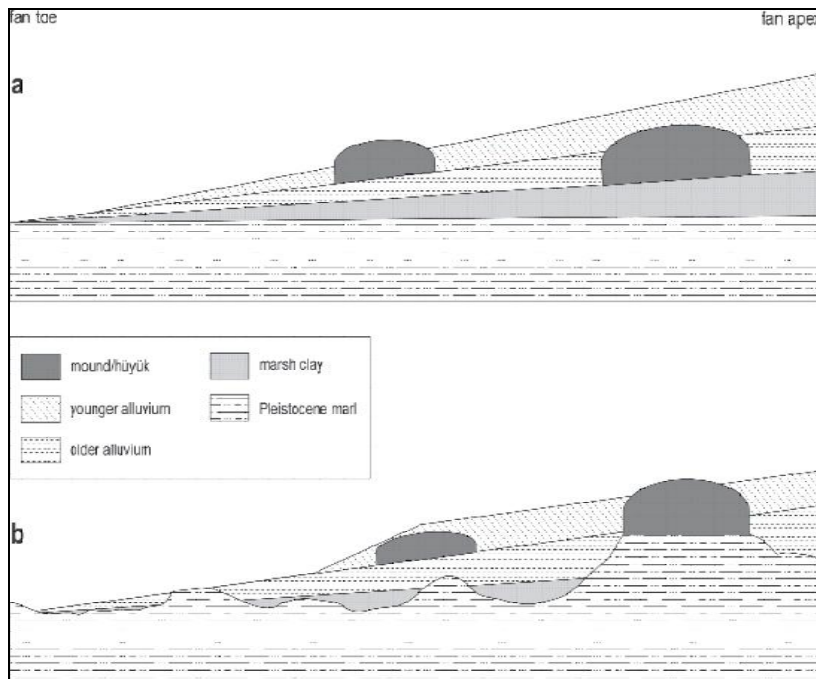 fan toe
fan apex
a
mound/hüyük
marsh clay
younger alluvium
Pleistocene marl
older alluvium
b